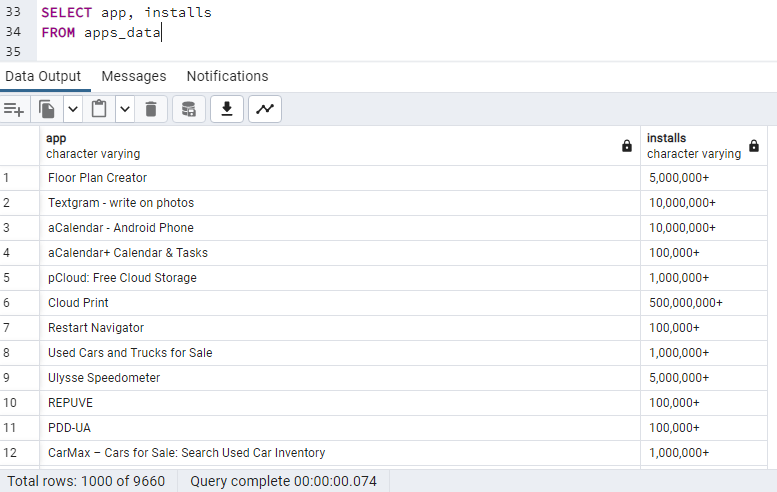 33 SELECT app, installs
34 FROM apps_data
35
Data Output Messages Notifications
app installs
character varying character varying
1 Floor Plan Creator 5,000,000+
2 Textgram - write on photos 10,000,000+
3 aCalendar - Android Phone 10,000,000+
4 aCalendar+ Calendar & Tasks 100,000+
5 pCloud: Free Cloud Storage 1,000,000+
6 Cloud Print 500,000,000+
7 Restart Navigator 100,000+
8 Used Cars and Trucks for Sale 1,000,000+
9 Ulysse Speedometer 5,000,000+
10 REPUVE 100,000+
11 PDD-UA 100,000+
12 CarMax – Cars for Sale: Search Used Car Inventory 1,000,000+
Total rows: 1000 of 9660 Query complete 00:00:00.074